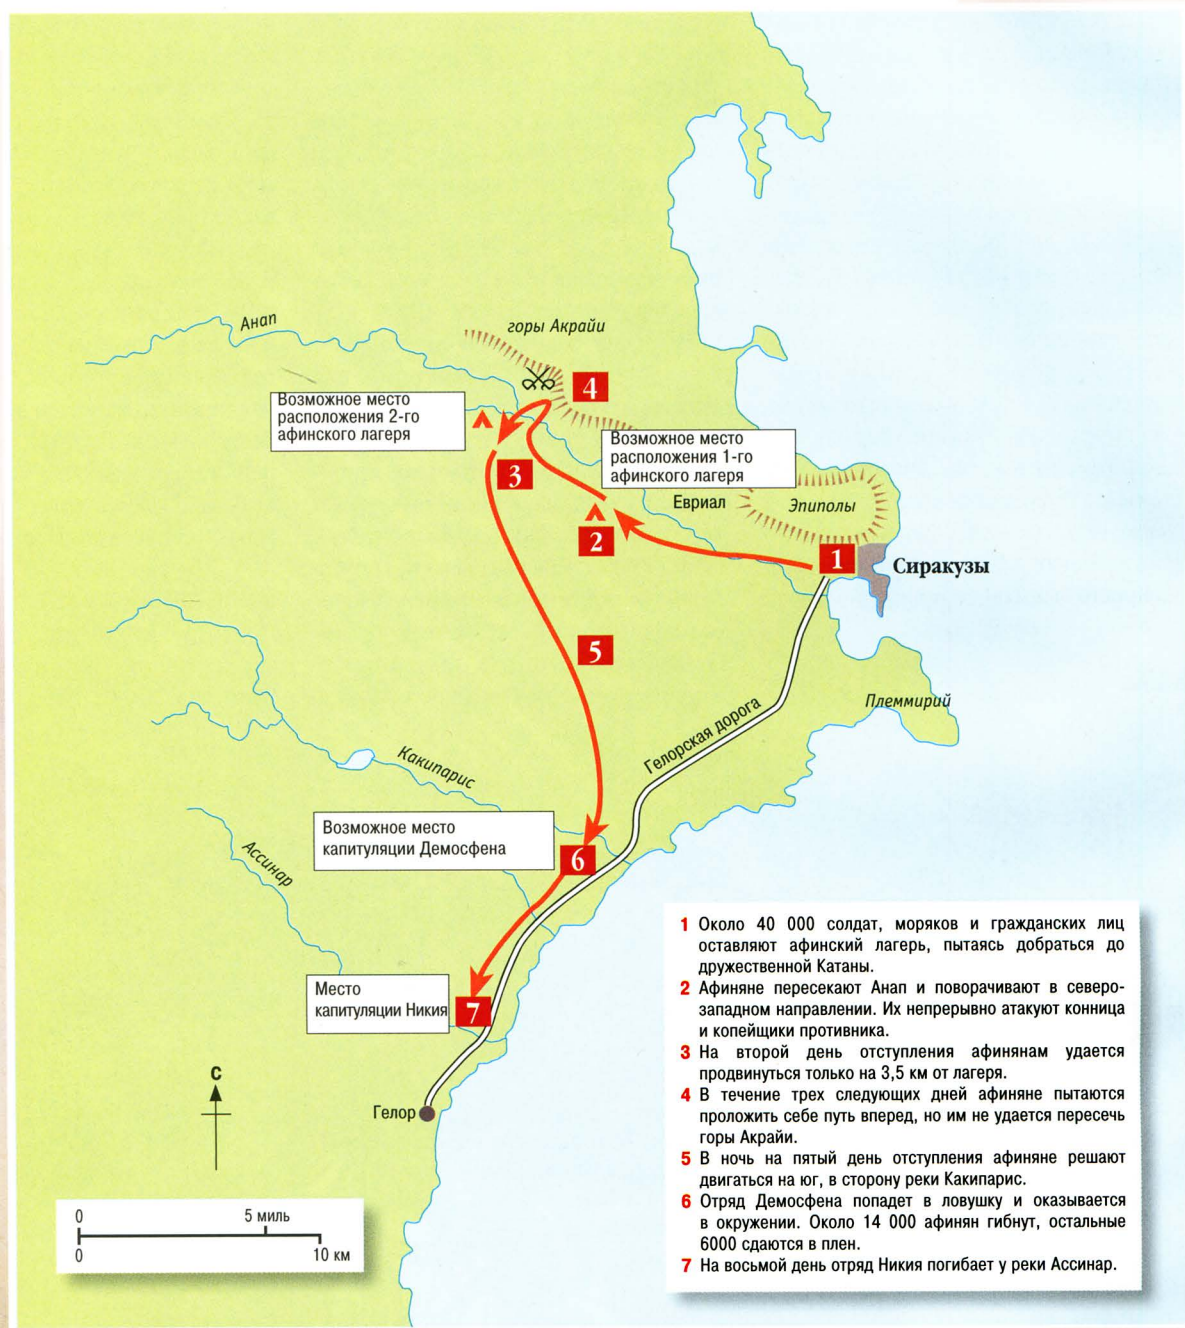 Анап
горы Акрайи
4
Возможное место
расположения 2-го
афинского лагеря
3
Возможное место
расположения 1-го
афинского лагеря
Евриал
Эпиполы
2
1
Сиракузы
5
Племмирий
Гелорская дорога
Какипарис
Возможное место
капитуляции Демосфена
6
Ассинар
Место
капитуляции Никия
7
С
Гелор
0
5 миль
0
10 км
1 Около 40 000 солдат, моряков и гражданских лиц
оставляют афинский лагерь, пытаясь добраться до
дружественной Катаны.
2 Афиняне пересекают Анап и поворачивают в северо-
западном направлении. Их непрерывно атакуют конница
и копейщики противника.
3 На второй день отступления афинянам удается
продвинуться только на 3,5 км от лагеря.
4 В течение трех следующих дней афиняне пытаются
проложить себе путь вперед, но им не удается пересечь
горы Акрайи.
5 В ночь на пятый день отступления афиняне решают
двигаться на юг, в сторону реки Какипарис.
6 Отряд Демосфена попадет в ловушку и оказывается
в окружении. Около 14 000 афинян гибнут, остальные
6000 сдаются в плен.
7 На восьмой день отряд Никия погибает у реки Ассинар.